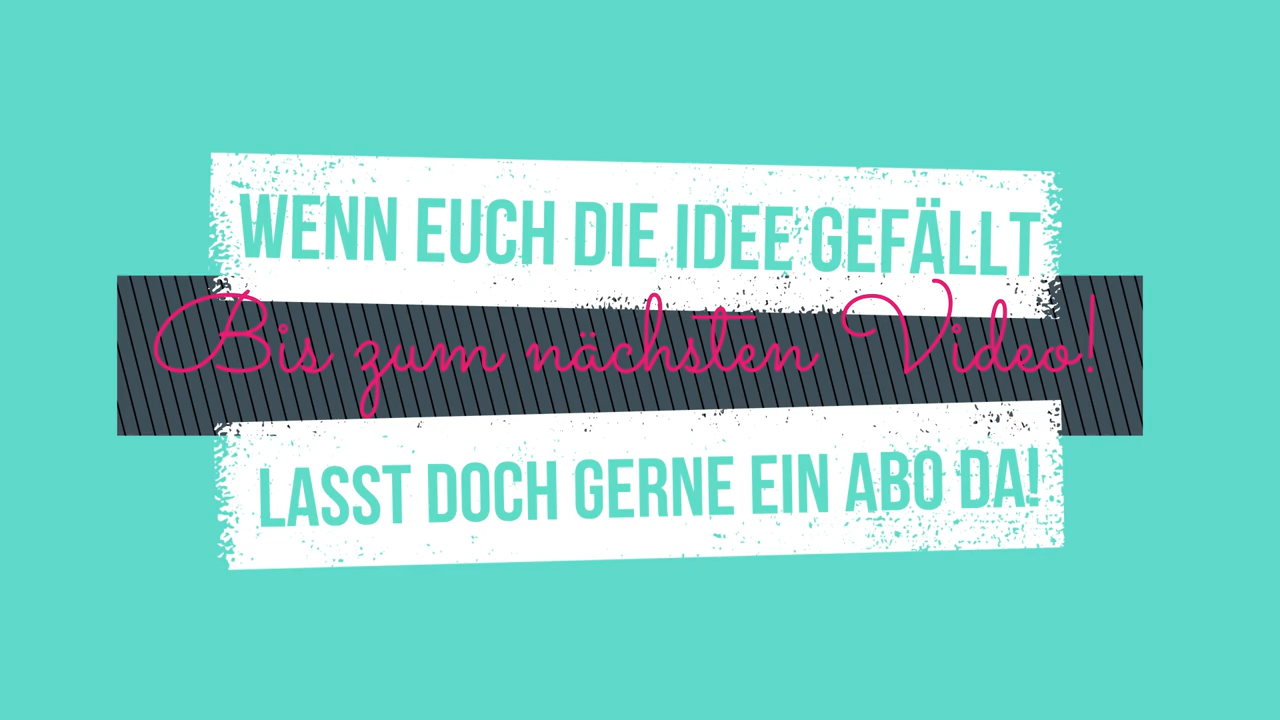 WENN EUCH DIE IDEE GEFÄLLT
Bis zum nächsten Video!
LASST DOCH GERNE EIN ABO DA!